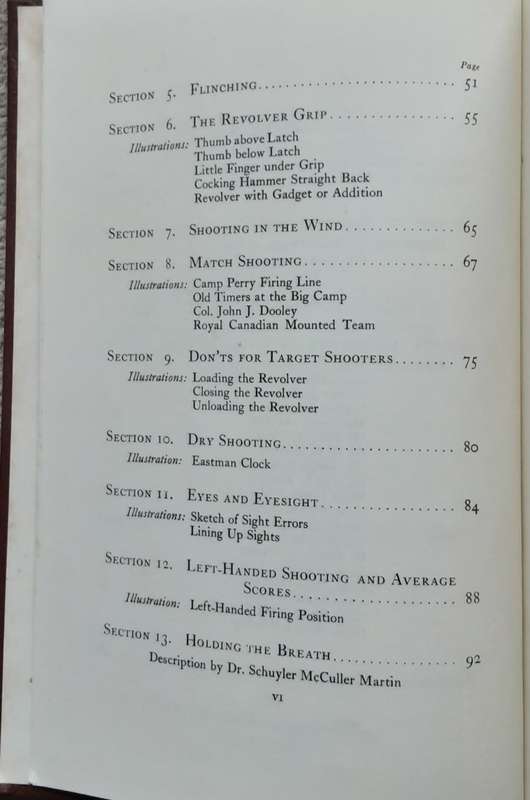 Page
Section 5. Flinching.......................... 51
Section 6. The Revolver Grip................ 55
Illustrations: Thumb above Latch
Thumb below Latch
Little Finger under Grip
Cocking Hammer Straight Back
Revolver with Gadget or Addition
Section 7. Shooting in the Wind.............. 65
Section 8. Match Shooting................... 67
Illustrations: Camp Perry Firing Line
Old Timers at the Big Camp
Col. John J. Dooley
Royal Canadian Mounted Team
Section 9. Don'ts for Target Shooters........ 75
Illustrations: Loading the Revolver
Closing the Revolver
Unloading the Revolver
Section 10. Dry Shooting..................... 80
Illustration: Eastman Clock
Section 11. Eyes and Eyesight................ 84
Illustrations: Sketch of Sight Errors
Lining Up Sights
Section 12. Left-Handed Shooting and Average
Scores.................... 88
Illustration: Left-Handed Firing Position
Section 13. Holding the Breath............... 92
Description by Dr. Schuyler McCuller Martin
VI